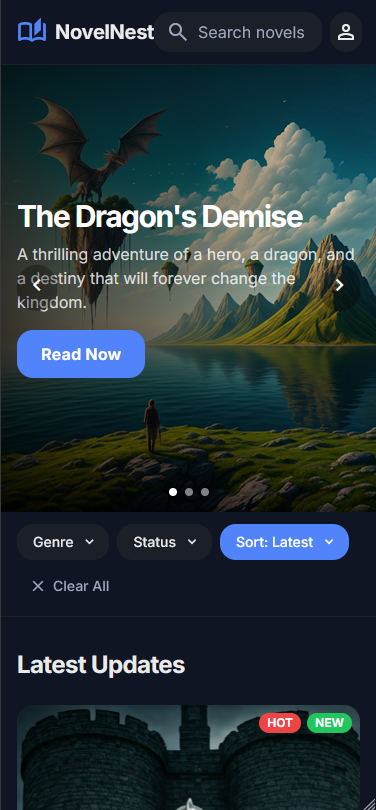 NovelNest
Search novels
The Dragon's Demise
A thrilling adventure of a hero, a dragon, and
a destiny that will forever change the
kingdom.
Read Now
Genre
Status
Sort: Latest
Clear All
Latest Updates
HOT
NEW